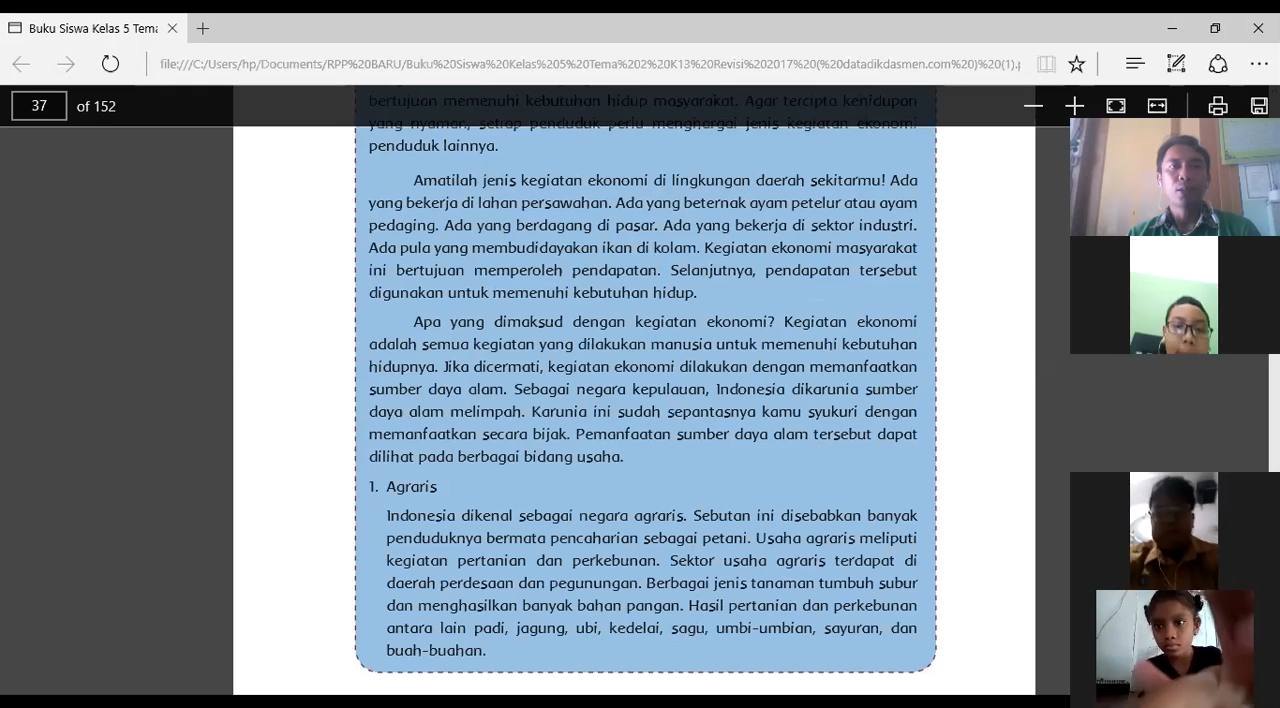 Buku Siswa Kelas 5 Tema
file:///C:/Users/hp/Documents/RPP%20BARU/Buku%20Siswa%20Kelas%205%20Tema%202%20K13%20Revisi%202017%20(%20datadikdasmen.com%20)%20(1).p
37 of 152
bertujuan memenuhi kebutuhan hidup masyarakat. Agar tercipta kehidupan
yang nyaman, setiap penduduk perlu menghargai jenis kegiatan ekonomi
penduduk lainnya.
Amatilah jenis kegiatan ekonomi di lingkungan daerah sekitarmu! Ada
yang bekerja di lahan persawahan. Ada yang beternak ayam petelur atau ayam
pedaging. Ada yang berdagang di pasar. Ada yang bekerja di sektor industri.
Ada pula yang membudidayakan ikan di kolam. Kegiatan ekonomi masyarakat
ini bertujuan memperoleh pendapatan. Selanjutnya, pendapatan tersebut
digunakan untuk memenuhi kebutuhan hidup.
Apa yang dimaksud dengan kegiatan ekonomi? Kegiatan ekonomi
adalah semua kegiatan yang dilakukan manusia untuk memenuhi kebutuhan
hidupnya. Jika dicermati, kegiatan ekonomi dilakukan dengan memanfaatkan
sumber daya alam. Sebagai negara kepulauan, Indonesia dikarunia sumber
daya alam melimpah. Karunia ini sudah sepantasnya kamu syukuri dengan
memanfaatkan secara bijak. Pemanfaatan sumber daya alam tersebut dapat
dilihat pada berbagai bidang usaha.
1. Agraris
Indonesia dikenal sebagai negara agraris. Sebutan ini disebabkan banyak
penduduknya bermata pencaharian sebagai petani. Usaha agraris meliputi
kegiatan pertanian dan perkebunan. Sektor usaha agraris terdapat di
daerah perdesaan dan pegunungan. Berbagai jenis tanaman tumbuh subur
dan menghasilkan banyak bahan pangan. Hasil pertanian dan perkebunan
antara lain padi, jagung, ubi, kedelai, sagu, umbi-umbian, sayuran, dan
buah-buahan.